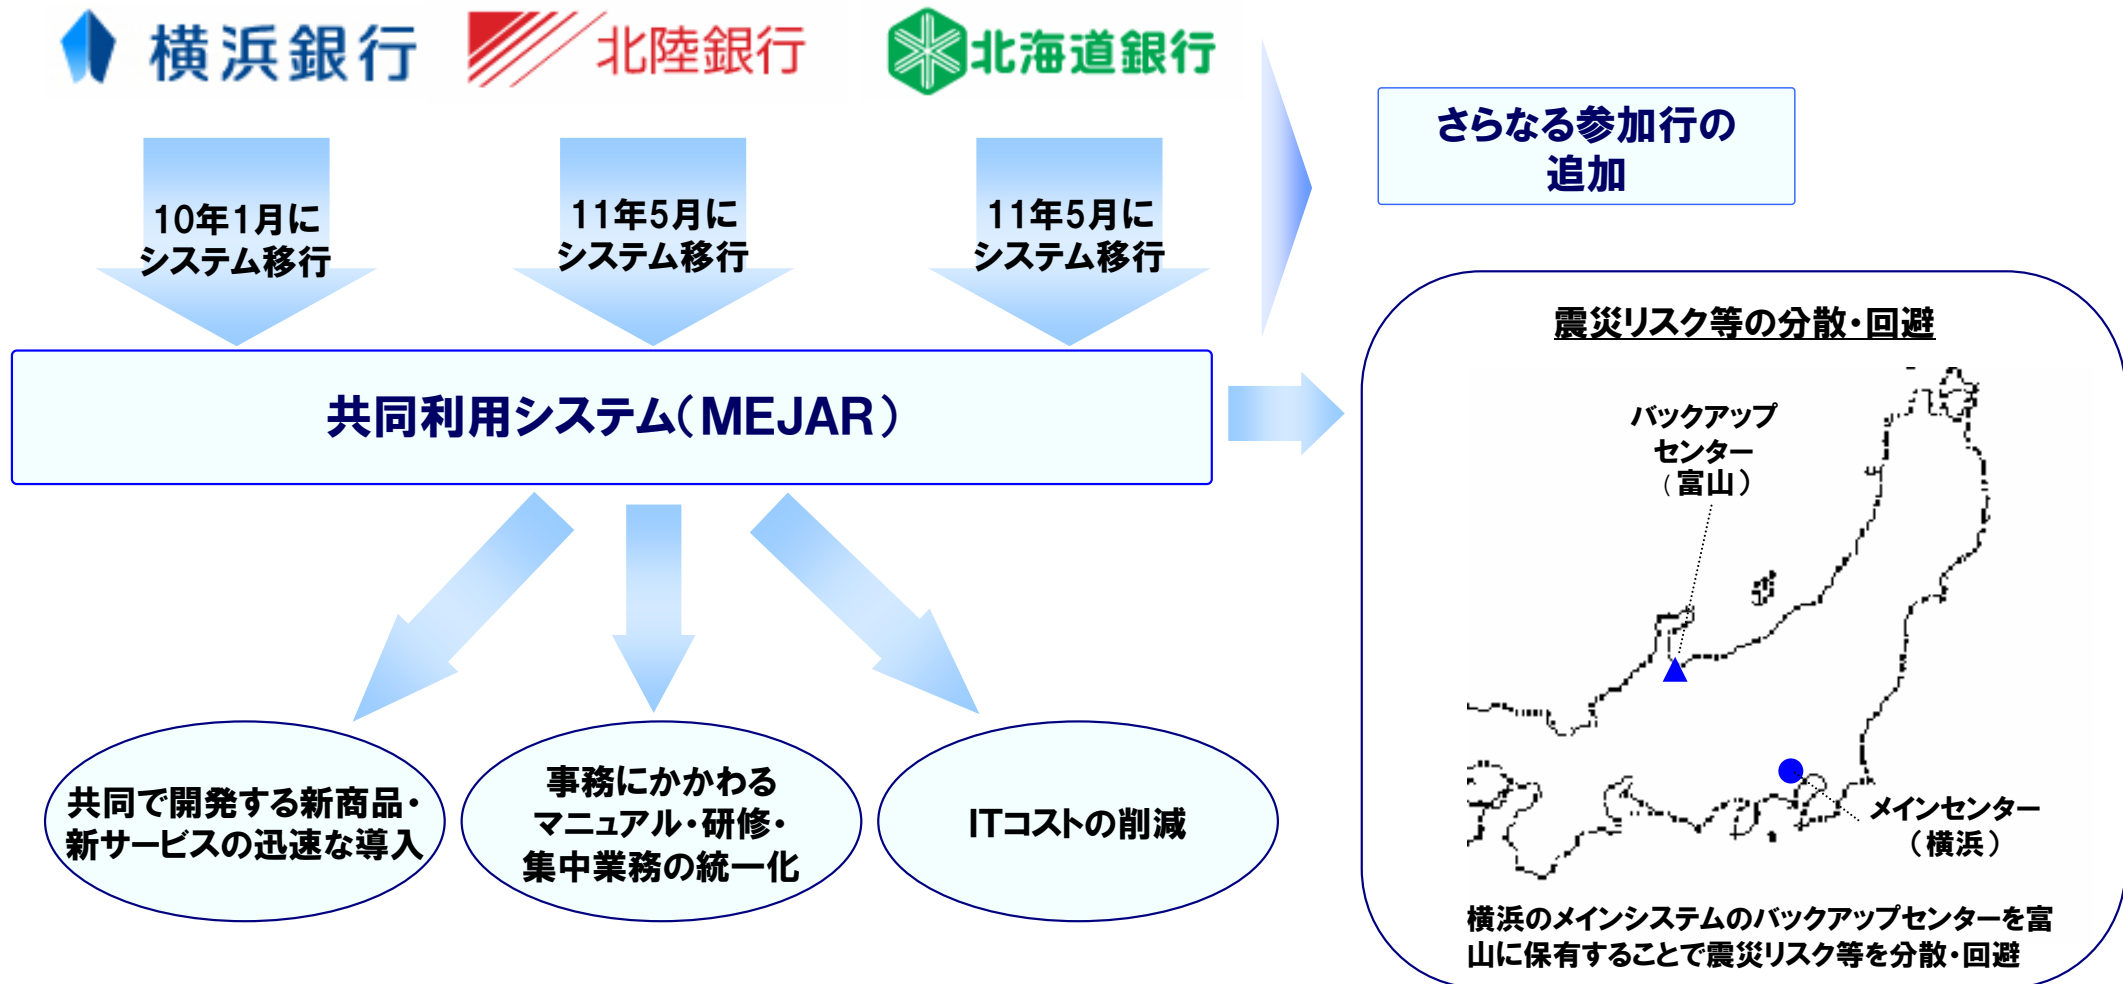 横浜銀行
北陸銀行
北海道銀行
さらなる参加行の
追加
10年1月に
システム移行
11年5月に
システム移行
11年5月に
システム移行
共同利用システム(MEJAR)
共同で開発する新商品・
新サービスの迅速な導入
事務にかかわる
マニュアル・研修・
集中業務の統一化
ITコストの削減
震災リスク等の分散・回避
バックアップ
センター
(富山)
メインセンター
(横浜)
横浜のメインシステムのバックアップセンターを富
山に保有することで震災リスク等を分散・回避